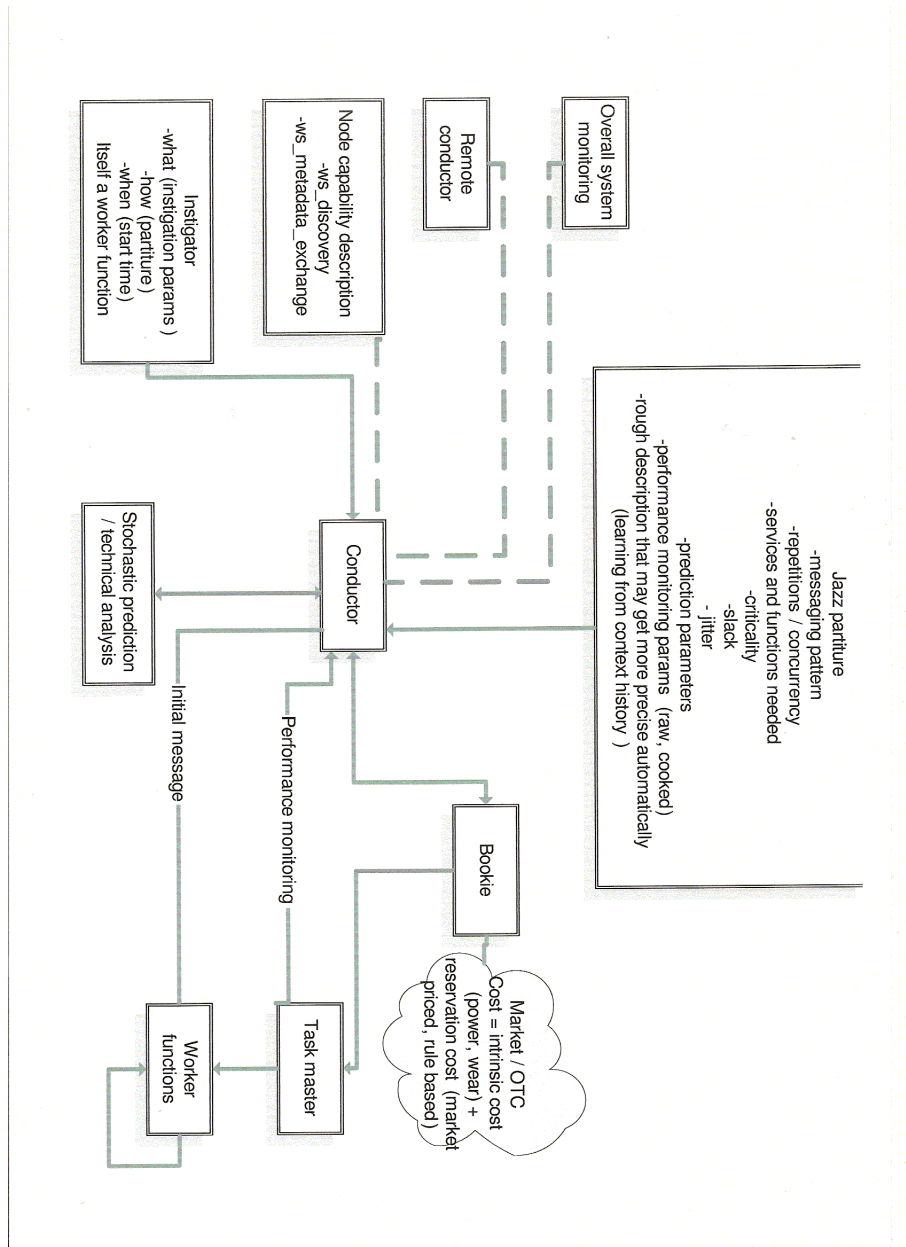 Jazz partiture
-messaging pattern
-repetitions / concurrency
-services and functions needed
-criticality
-slack
- jitter
-prediction parameters
-performance monitoring params (raw, cooked)
-rough description that may get more precise automatically
(learning from context history )
Overall system
monitoring
Remote
conductor
Node capability description
-ws_discovery
-ws_metadata_exchange
Instigator
-what (instigation params )
-how (partiture)
-when (start time)
Itself a worker function
Conductor
Stochastic prediction
/ technical analysis
Bookie
Market / OTC
Cost = intrinsic cost
(power, wear) +
reservation cost (market
priced, rule based)
Performance monitoring
Initial message
Task master
Worker
functions